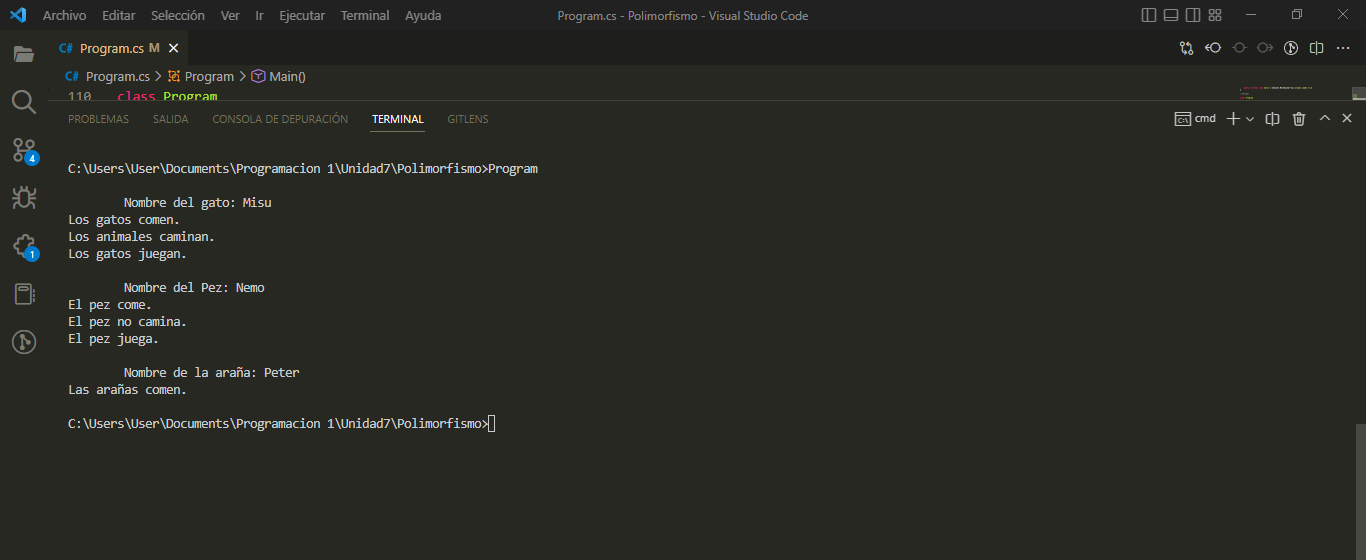 Archivo Editar Selección Ver Ir Ejecutar Terminal Ayuda Program.cs - Polimorfismo - Visual Studio Code
C# Program.cs M
C# Program.cs > Program > Main()
110 class Program
PROBLEMAS SALIDA CONSOLA DE DEPURACIÓN TERMINAL GITLENS cmd
C:\Users\User\Documents\Programacion 1\Unidad7\Polimorfismo>Program
Nombre del gato: Misu
Los gatos comen.
Los animales caminan.
Los gatos juegan.
Nombre del Pez: Nemo
El pez come.
El pez no camina.
El pez juega.
Nombre de la araña: Peter
Las arañas comen.
C:\Users\User\Documents\Programacion 1\Unidad7\Polimorfismo>
4
1